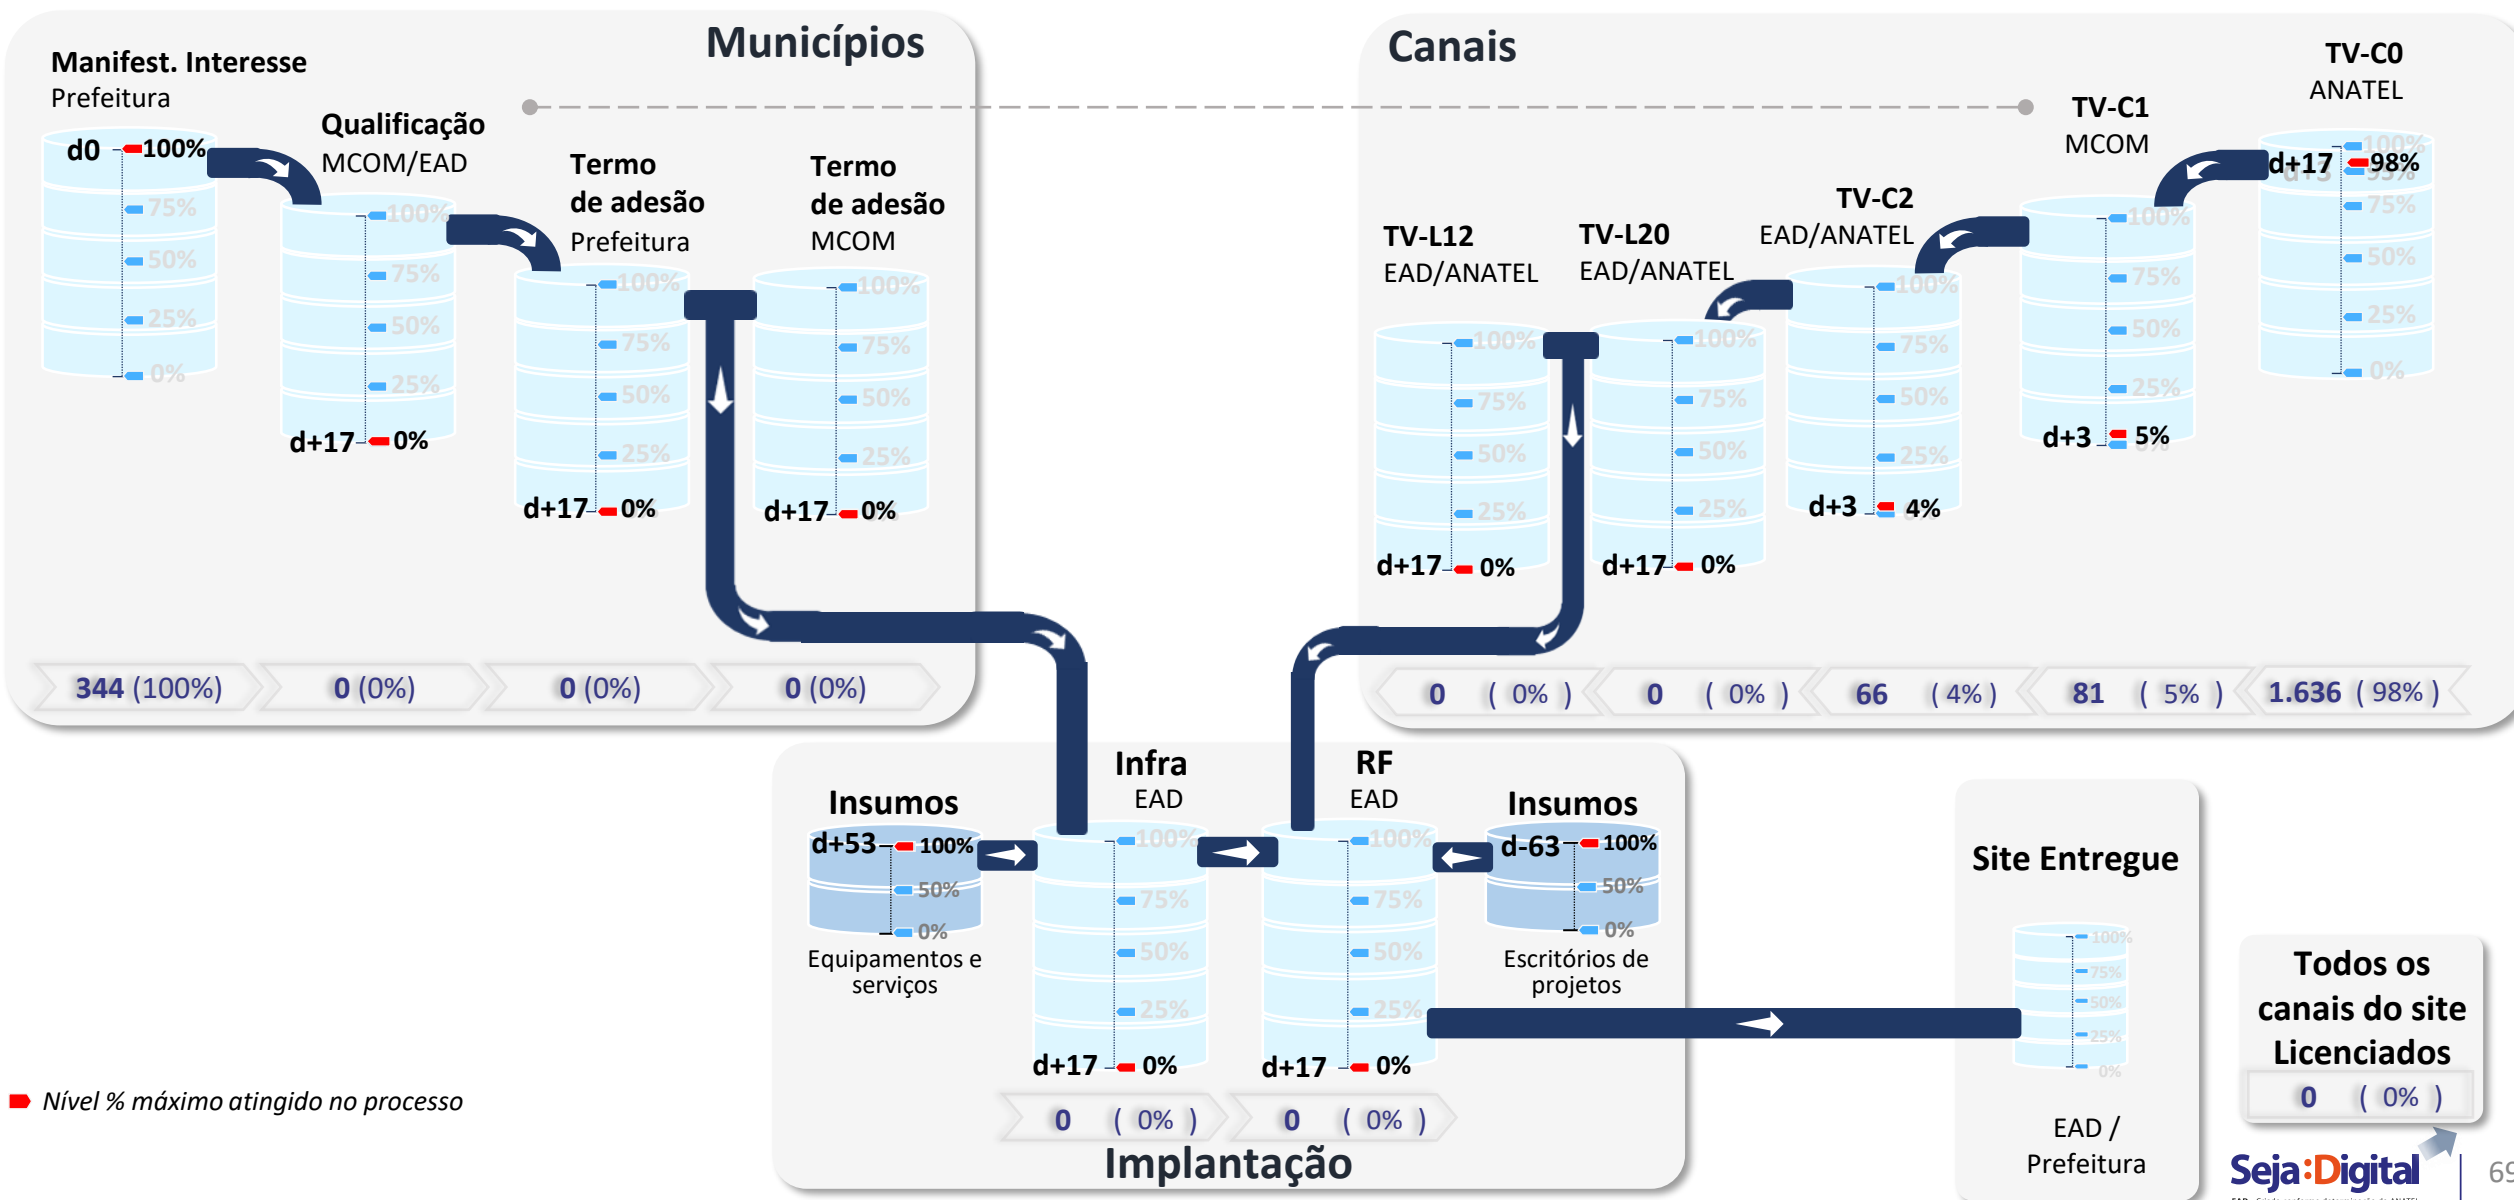 Municípios
Manifest. Interesse
Prefeitura
d0
100%
75%
50%
25%
0%
Qualificação
MCOM/EAD
100%
75%
50%
25%
d+17
0%
Termo
de adesão
Prefeitura
100%
75%
50%
25%
d+17
0%
Termo
de adesão
MCOM
100%
75%
50%
25%
d+17
0%
344 (100%)
0 (0%)
0 (0%)
0 (0%)
Canais
TV-L12
EAD/ANATEL
100%
75%
50%
25%
d+17
0%
TV-L20
EAD/ANATEL
100%
75%
50%
25%
d+17
0%
TV-C2
EAD/ANATEL
100%
75%
50%
25%
d+3
4%
TV-C1
MCOM
100%
75%
50%
25%
d+3
5%
TV-C0
ANATEL
100%
d+17
98%
d+3
75%
50%
25%
0%
0 ( 0% )
0 ( 0% )
66 ( 4% )
81 ( 5% )
1.636 ( 98% )
Insumos
d+53
100%
50%
0%
Equipamentos e
serviços
Infra
EAD
100%
75%
50%
25%
d+17
0%
RF
EAD
100%
75%
50%
25%
d+17
0%
Insumos
d-63
100%
50%
0%
Escritórios de
projetos
0 ( 0% )
0 ( 0% )
Implantação
Site Entregue
100%
75%
50%
25%
0%
EAD /
Prefeitura
Todos os
canais do site
Licenciados
0 ( 0% )
Nível % máximo atingido no processo
Seja:Digital
69